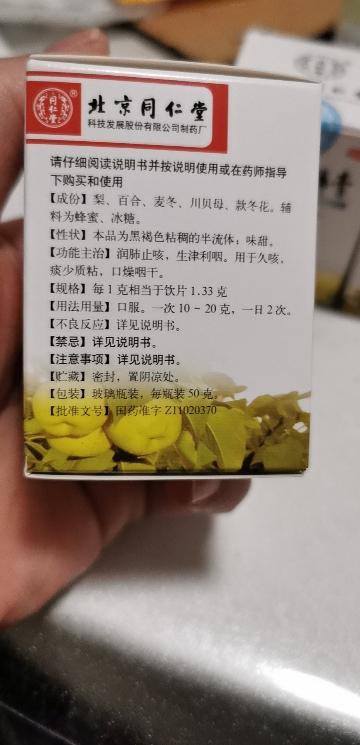 同仁堂
®
北京同仁堂
科技发展股份有限公司制药厂
请仔细阅读说明书并按说明使用或在药师指导
下购买和使用
【成份】梨、百合、麦冬、川贝母、款冬花。辅
料为蜂蜜、冰糖。
【性状】本品为黑褐色粘稠的半流体；味甜。
【功能主治】润肺止咳，生津利咽。用于久咳，
痰少质粘，口燥咽干。
【规格】每1克相当于饮片1.33克
【用法用量】口服。一次10－20克，一日2次。
【不良反应】详见说明书。
【禁忌】详见说明书。
【注意事项】详见说明书。
【贮藏】密封，置阴凉处。
【包装】玻璃瓶装，每瓶装50克。
【批准文号】国药准字Z11020370